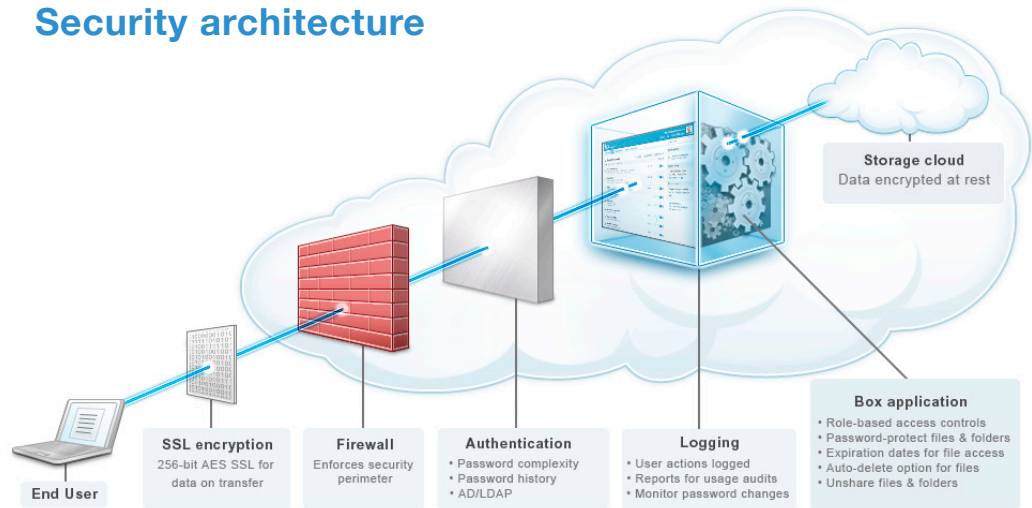 Security architecture
Storage cloud
Data encrypted at rest
End User
SSL encryption
256-bit AES SSL for
data on transfer
Firewall
Enforces security
perimeter
Authentication
• Password complexity
• Password history
• AD/LDAP
Logging
• User actions logged
• Reports for usage audits
• Monitor password changes
Box application
• Role-based access controls
• Password-protect files & folders
• Expiration dates for file access
• Auto-delete option for files
• Unshare files & folders